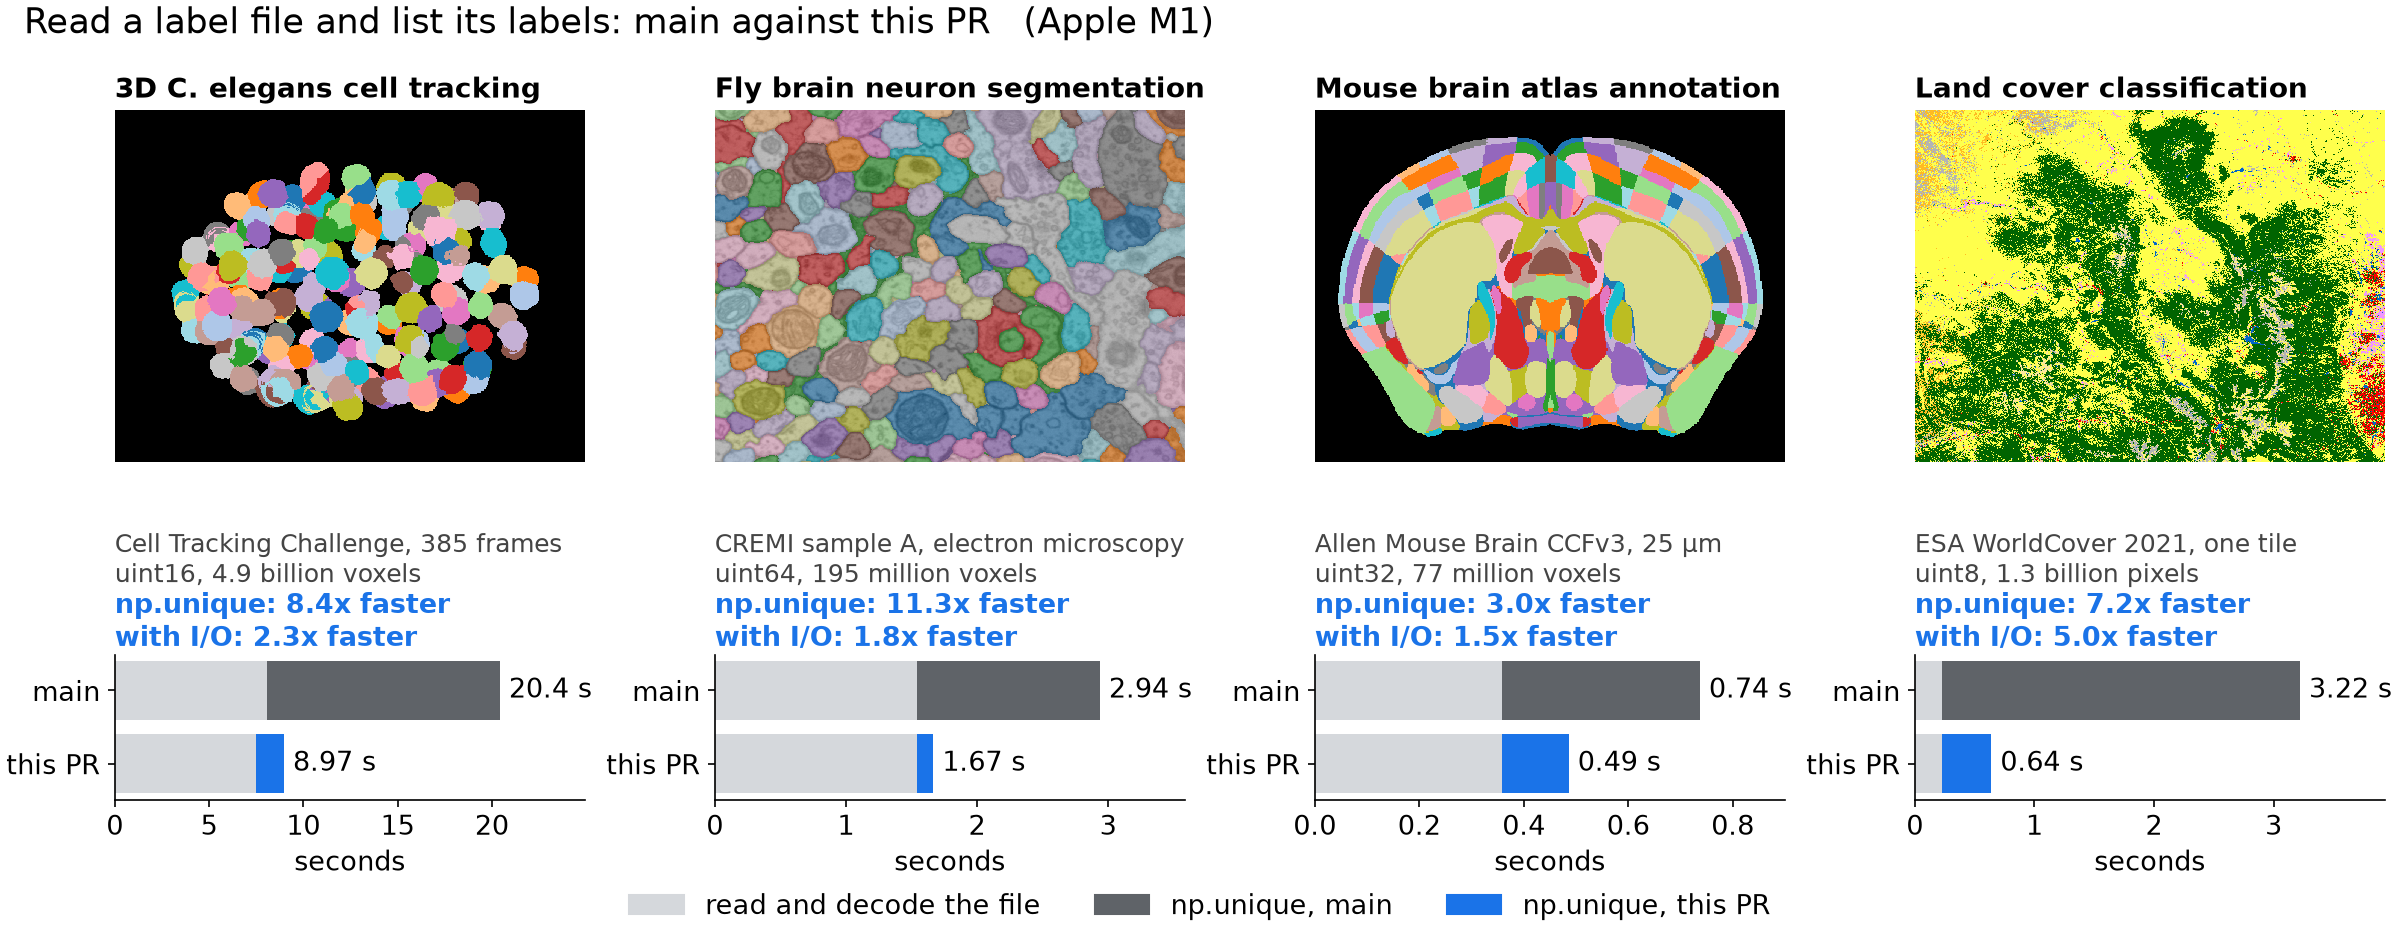 Read a label file and list its labels: main against this PR (Apple M1)
3D C. elegans cell tracking
Cell Tracking Challenge, 385 frames
uint16, 4.9 billion voxels
np.unique: 8.4x faster
with I/O: 2.3x faster
main
20.4 s
this PR
8.97 s
0 5 10 15 20
seconds
Fly brain neuron segmentation
CREMI sample A, electron microscopy
uint64, 195 million voxels
np.unique: 11.3x faster
with I/O: 1.8x faster
main
2.94 s
this PR
1.67 s
0 1 2 3
seconds
Mouse brain atlas annotation
Allen Mouse Brain CCFv3, 25 µm
uint32, 77 million voxels
np.unique: 3.0x faster
with I/O: 1.5x faster
main
0.74 s
this PR
0.49 s
0.0 0.2 0.4 0.6 0.8
seconds
Land cover classification
ESA WorldCover 2021, one tile
uint8, 1.3 billion pixels
np.unique: 7.2x faster
with I/O: 5.0x faster
main
3.22 s
this PR
0.64 s
0 1 2 3
seconds
read and decode the file
np.unique, main
np.unique, this PR